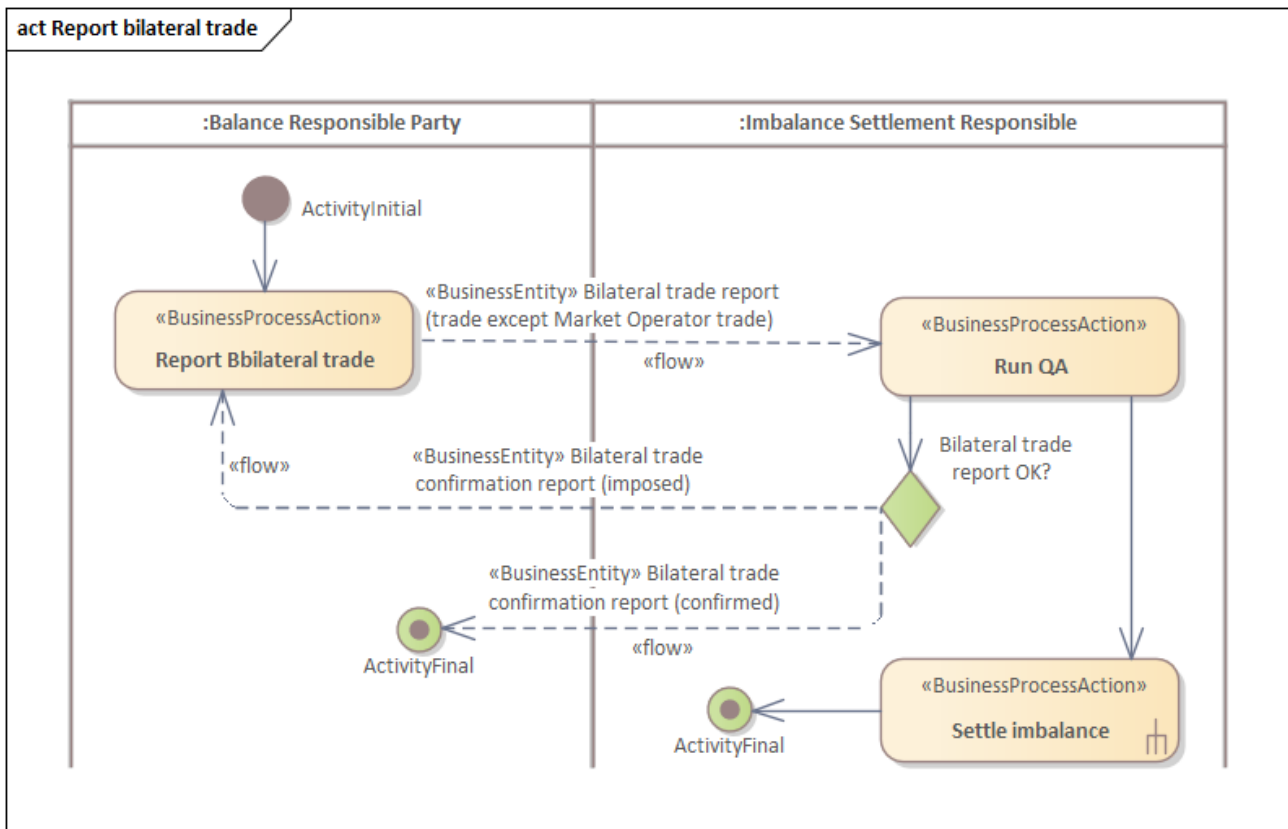 act Report bilateral trade
:Balance Responsible Party
:Imbalance Settlement Responsible
ActivityInitial
«BusinessEntity» Bilateral trade report
(trade except Market Operator trade)
«flow»
«BusinessProcessAction»
Report Bbilateral trade
«BusinessProcessAction»
Run QA
Bilateral trade
report OK?
«BusinessEntity» Bilateral trade
confirmation report (imposed)
«flow»
«BusinessEntity» Bilateral trade
confirmation report (confirmed)
«flow»
ActivityFinal
«BusinessProcessAction»
Settle imbalance
ActivityFinal